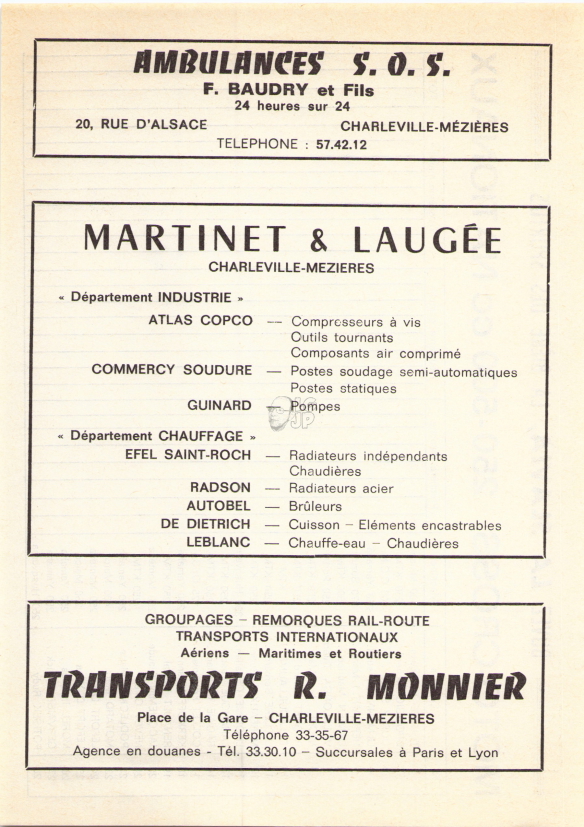 AMBULANCES S. O. S.
F. BAUDRY et Fils
24 heures sur 24
20, RUE D'ALSACE CHARLEVILLE-MÉZIÈRES
TELEPHONE : 57.42.12
MARTINET & LAUGÉE
CHARLEVILLE-MEZIERES
« Département INDUSTRIE »
ATLAS COPCO — Compresseurs à vis
Outils tournants
Composants air comprimé
COMMERCY SOUDURE — Postes soudage semi-automatiques
Postes statiques
GUINARD — Pompes
JC
JP
« Département CHAUFFAGE »
EFEL SAINT-ROCH — Radiateurs indépendants
Chaudières
RADSON — Radiateurs acier
AUTOBEL — Brûleurs
DE DIETRICH — Cuisson – Eléments encastrables
LEBLANC — Chauffe-eau – Chaudières
GROUPAGES – REMORQUES RAIL-ROUTE
TRANSPORTS INTERNATIONAUX
Aériens — Maritimes et Routiers
TRANSPORTS R. MONNIER
Place de la Gare – CHARLEVILLE-MEZIERES
Téléphone 33-35-67
Agence en douanes - Tél. 33.30.10 – Succursales à Paris et Lyon